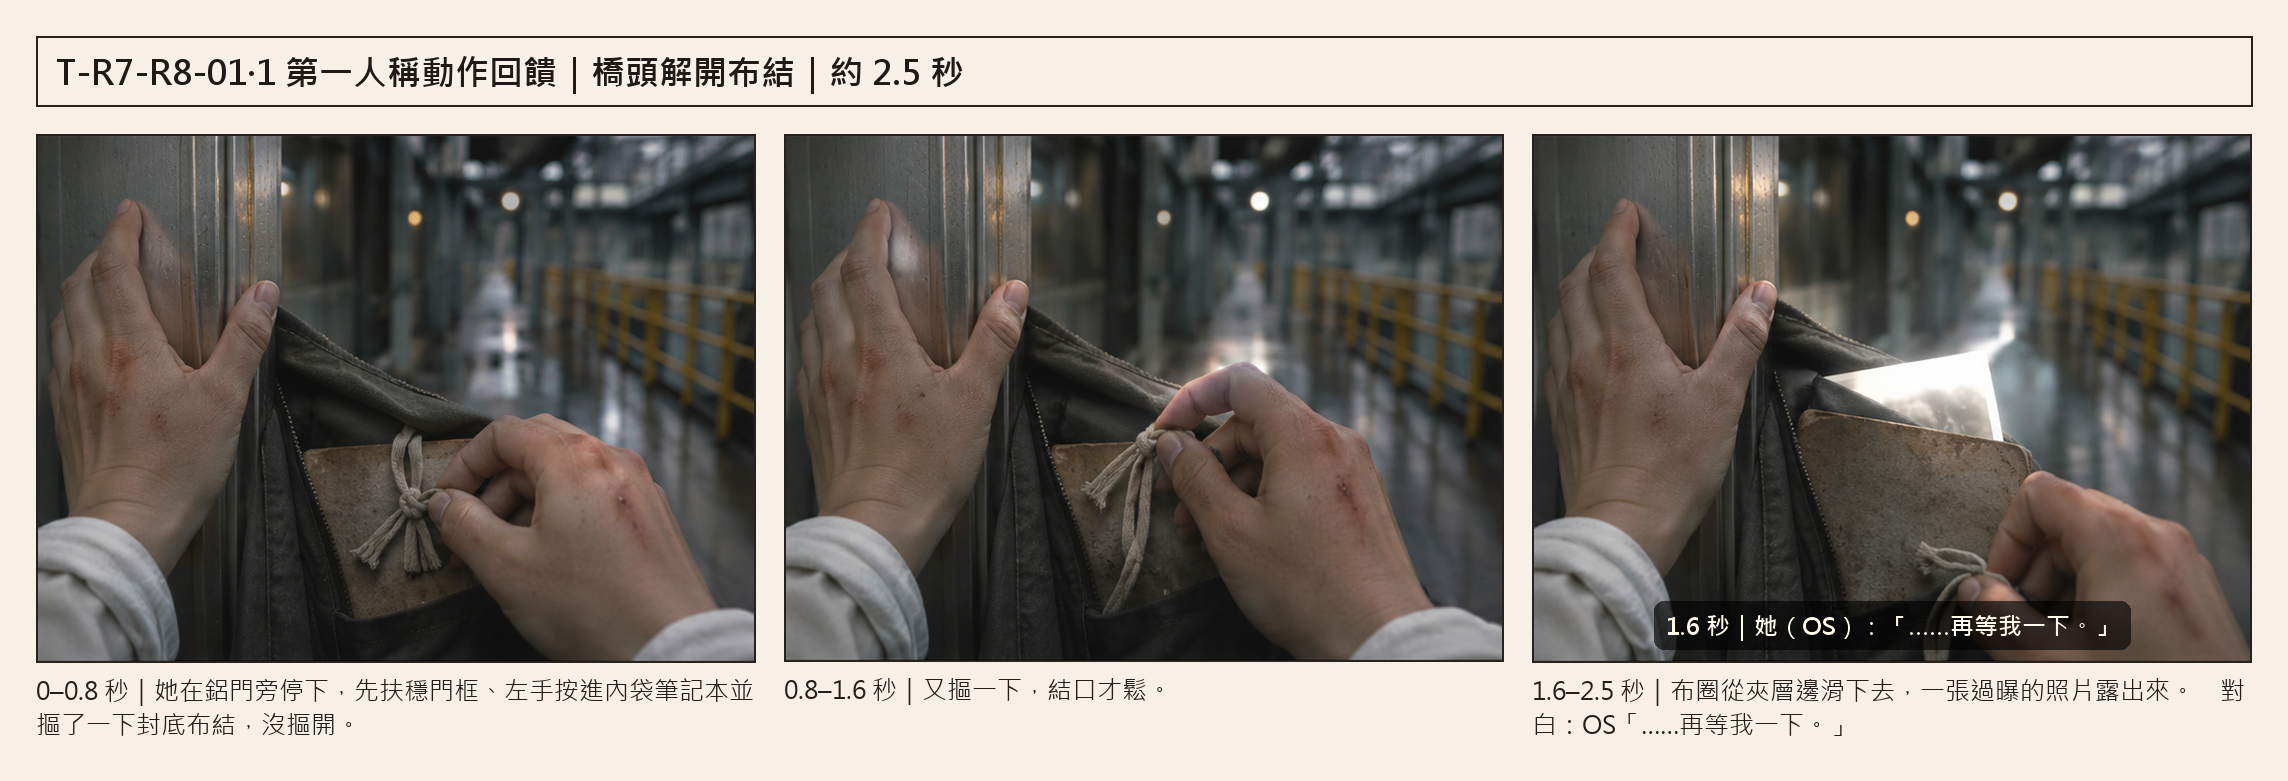 T-R7-R8-01·1 第一人稱動作回饋｜橋頭解開布結｜約 2.5 秒
1.6 秒｜她（OS）：「……再等我一下。」
0–0.8 秒｜她在鋁門旁停下，先扶穩門框、左手按進內袋筆記本並
摳了一下封底布結，沒摳開。
0.8–1.6 秒｜又摳一下，結口才鬆。
1.6–2.5 秒｜布圈從夾層邊滑下去，一張過曝的照片露出來。　對
白：OS「……再等我一下。」